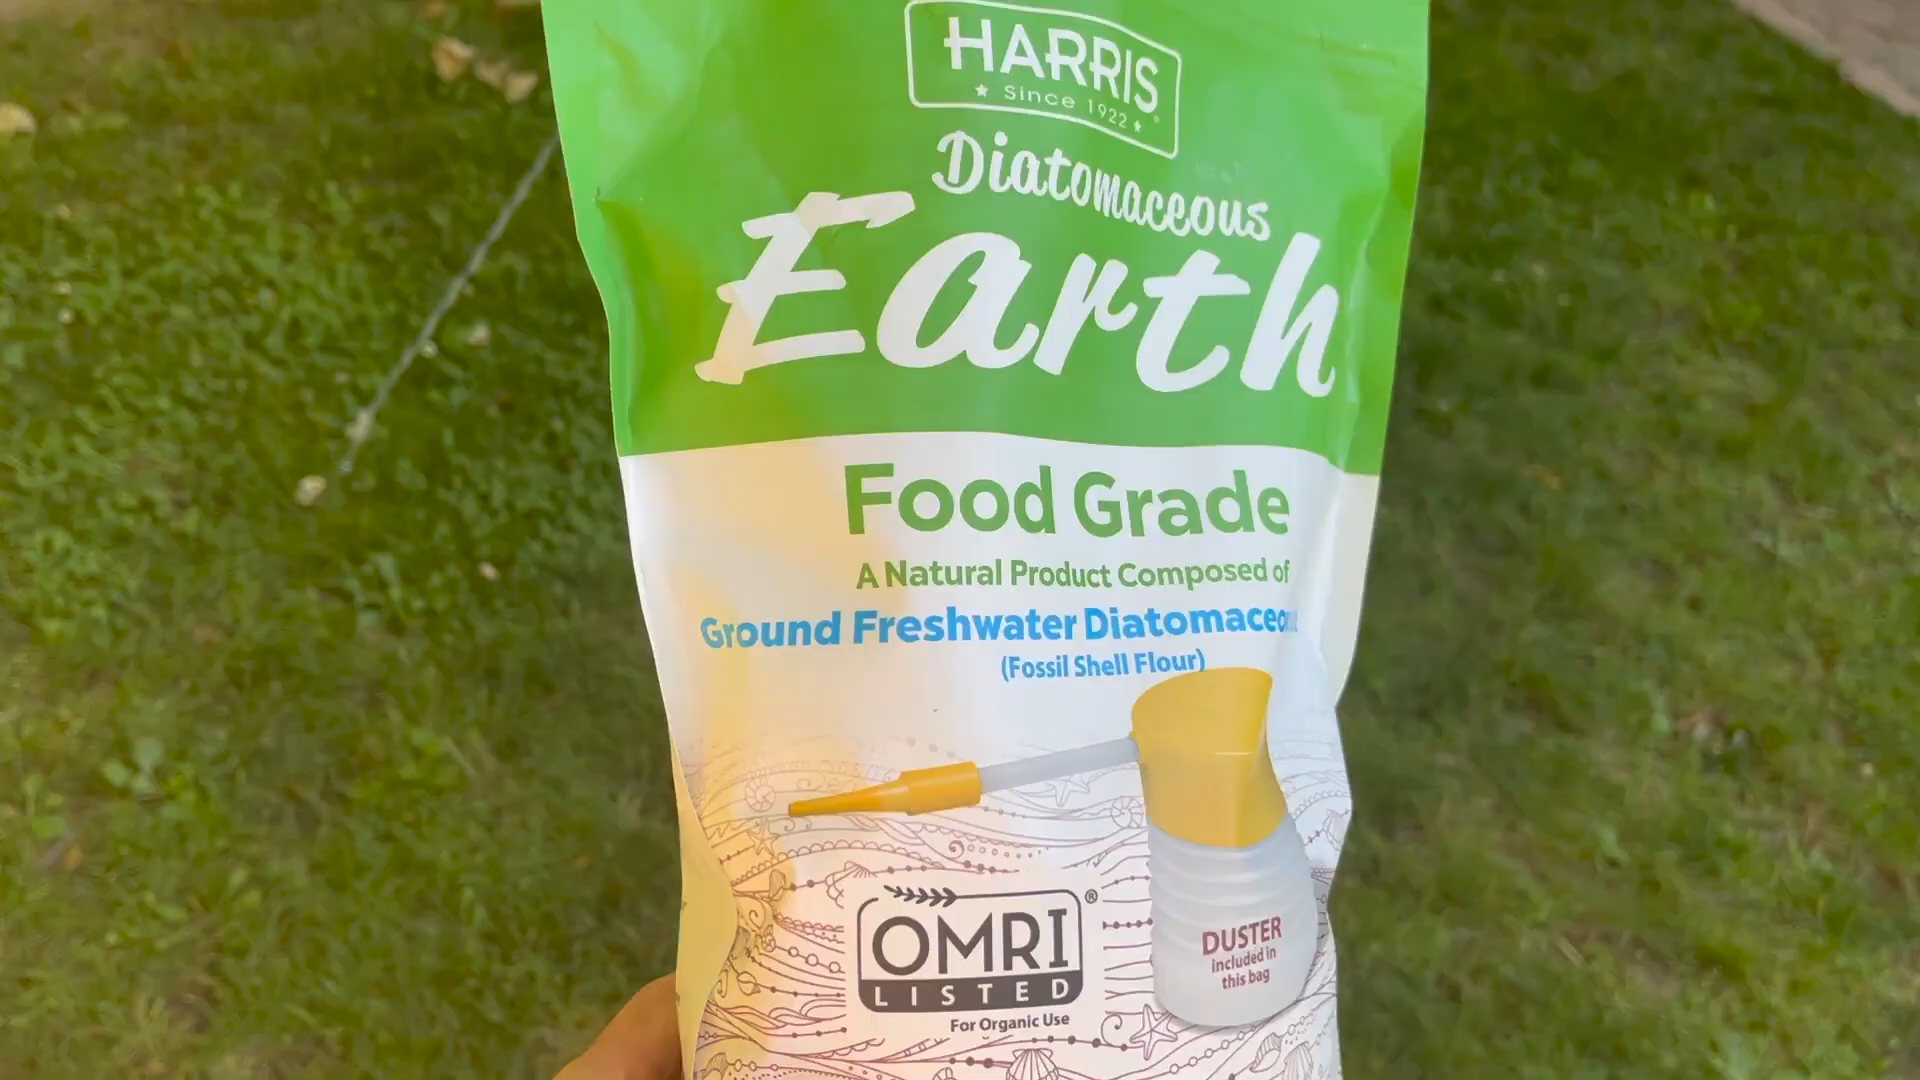 HARRIS
Since 1922
Diatomaceous
Earth
Food Grade
A Natural Product Composed of
Ground Freshwater
(Fossil Shell Flour)
OMRI®
LISTED
For Organic Use
DUSTER
included in
this bag